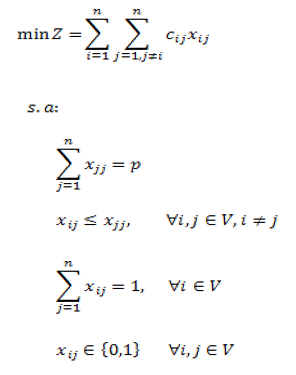 min Z = ∑_{i=1}^{n} ∑_{j=1,j≠i}^{n} c_{ij}x_{ij}
s. a:
∑_{j=1}^{n} x_{jj} = p
x_{ij} ≤ x_{jj}, ∀i, j ∈ V, i ≠ j
∑_{j=1}^{n} x_{ij} = 1, ∀i ∈ V
x_{ij} ∈ {0,1} ∀i, j ∈ V